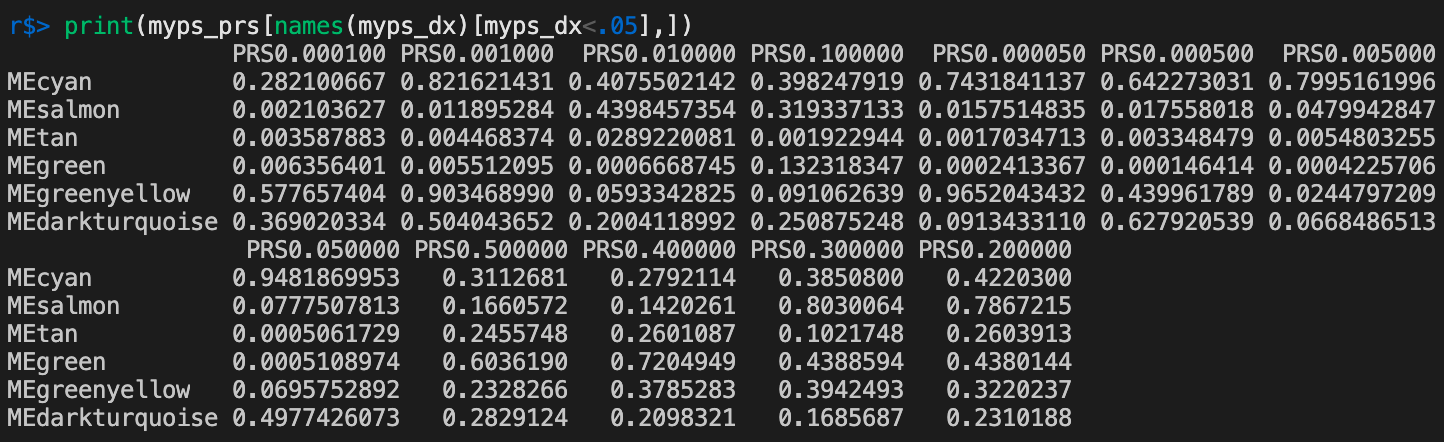 r$> print(myps_prs[names(myps_dx)[myps_dx<.05],])
PRS0.000100 PRS0.001000 PRS0.010000 PRS0.100000 PRS0.000050 PRS0.000500 PRS0.005000
MEcyan 0.282100667 0.821621431 0.4075502142 0.398247919 0.7431841137 0.642273031 0.7995161996
MEsalmon 0.002103627 0.011895284 0.4398457354 0.319337133 0.0157514835 0.017558018 0.0479942847
MEtan 0.003587883 0.004468374 0.0289220081 0.001922944 0.0017034713 0.003348479 0.0054803255
MEgreen 0.006356401 0.005512095 0.0006668745 0.132318347 0.0002413367 0.000146414 0.0004225706
MEgreenyellow 0.577657404 0.903468990 0.0593342825 0.091062639 0.9652043432 0.439961789 0.0244797209
MEdarkturquoise 0.369020334 0.504043652 0.2004118992 0.250875248 0.0913433110 0.627920539 0.0668486513
PRS0.050000 PRS0.500000 PRS0.400000 PRS0.300000 PRS0.200000
MEcyan 0.9481869953 0.3112681 0.2792114 0.3850800 0.4220300
MEsalmon 0.0777507813 0.1660572 0.1420261 0.8030064 0.7867215
MEtan 0.0005061729 0.2455748 0.2601087 0.1021748 0.2603913
MEgreen 0.0005108974 0.6036190 0.7204949 0.4388594 0.4380144
MEgreenyellow 0.0695752892 0.2328266 0.3785283 0.3942493 0.3220237
MEdarkturquoise 0.4977426073 0.2829124 0.2098321 0.1685687 0.2310188